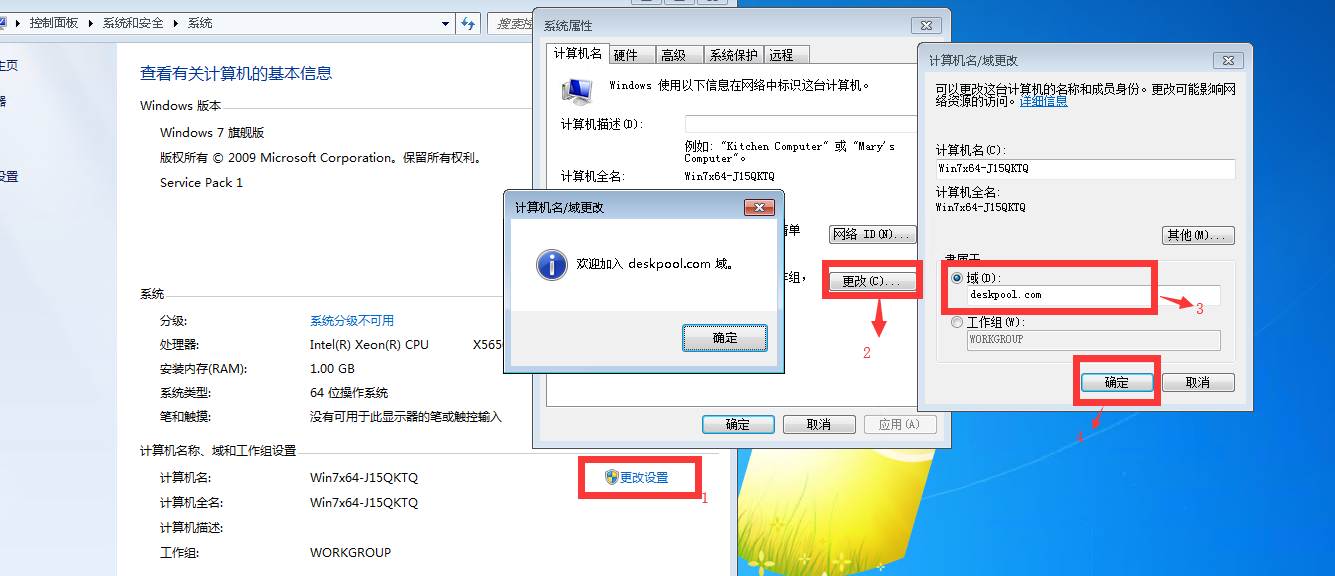 控制面板 ▸ 系统和安全 ▸ 系统
主页
器
设置
查看有关计算机的基本信息
Windows 版本
Windows 7 旗舰版
版权所有 © 2009 Microsoft Corporation。保留所有权利。
Service Pack 1
系统
分级:
系统分级不可用
处理器:
Intel(R) Xeon(R) CPU X5650
安装内存(RAM):
1.00 GB
系统类型:
64 位操作系统
笔和触摸:
没有可用于此显示器的笔或触控输入
计算机名称、域和工作组设置
计算机名:
Win7x64-J15QKTQ
更改设置
1
计算机全名:
Win7x64-J15QKTQ
计算机描述:
工作组:
WORKGROUP
系统属性
计算机名
硬件
高级
系统保护
远程
Windows 使用以下信息在网络中标识这台计算机。
计算机描述(D):
例如: "Kitchen Computer" 或 "Mary's
Computer"。
计算机全名:
Win7x64-J15QKTQ
网络 ID(N)...
组，
更改(C)...
2
确定
取消
应用(A)
计算机名/域更改
欢迎加入 deskpool.com 域。
确定
计算机名/域更改
可以更改这台计算机的名称和成员身份。更改可能影响网
络资源的访问。详细信息
计算机名(C):
Win7x64-J15QKTQ
计算机全名:
Win7x64-J15QKTQ
其他(M)...
隶属于
域(D):
deskpool.com
3
工作组(W):
WORKGROUP
确定
取消
4